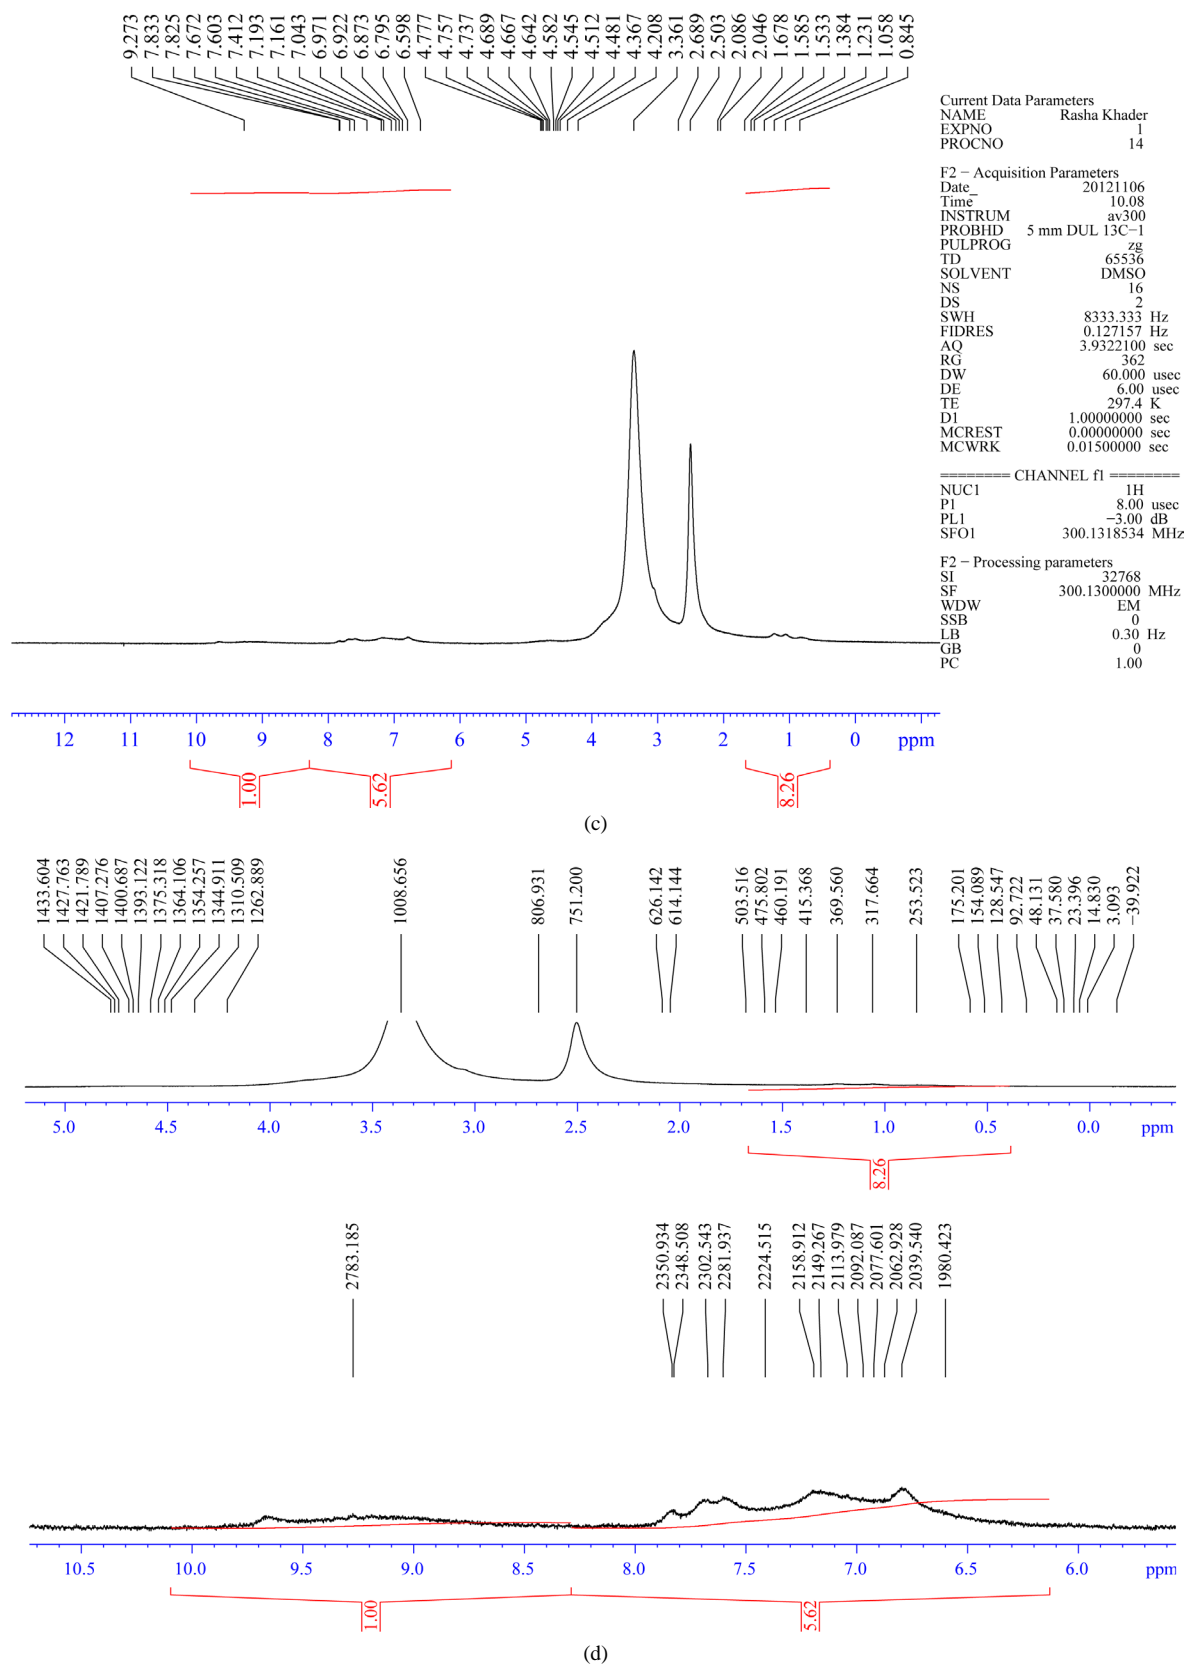 9.273
7.833
7.825
7.672
7.603
7.412
7.193
7.161
7.043
6.971
6.922
6.873
6.795
6.598
4.777
4.757
4.737
4.689
4.667
4.642
4.582
4.545
4.512
4.481
4.367
4.208
3.361
2.689
2.503
2.086
2.046
1.678
1.585
1.533
1.384
1.231
1.058
0.845
Current Data Parameters
NAME Rasha Khader
EXPNO 1
PROCNO 14
F2 − Acquisition Parameters
Date_ 20121106
Time 10.08
INSTRUM av300
PROBHD 5 mm DUL 13C−1
PULPROG zg
TD 65536
SOLVENT DMSO
NS 16
DS 2
SWH 8333.333 Hz
FIDRES 0.127157 Hz
AQ 3.9322100 sec
RG 362
DW 60.000 usec
DE 6.00 usec
TE 297.4 K
D1 1.00000000 sec
MCREST 0.00000000 sec
MCWRK 0.01500000 sec
======== CHANNEL f1 ========
NUC1 1H
P1 8.00 usec
PL1 −3.00 dB
SFO1 300.1318534 MHz
F2 − Processing parameters
SI 32768
SF 300.1300000 MHz
WDW EM
SSB 0
LB 0.30 Hz
GB 0
PC 1.00
12 11 10 9 8 7 6 5 4 3 2 1 0 ppm
1.00 5.62 8.26
(c)
1433.604
1427.763
1421.789
1407.276
1400.687
1393.122
1375.318
1364.106
1354.257
1344.911
1310.509
1262.889
1008.656
806.931
751.200
626.142
614.144
503.516
475.802
460.191
415.368
369.560
317.664
253.523
175.201
154.089
128.547
92.722
48.131
37.580
23.396
14.830
3.093
−39.922
5.0 4.5 4.0 3.5 3.0 2.5 2.0 1.5 1.0 0.5 0.0 ppm
8.26
2783.185
2350.934
2348.508
2302.543
2281.937
2224.515
2158.912
2149.267
2113.979
2092.087
2077.601
2062.928
2039.540
1980.423
10.5 10.0 9.5 9.0 8.5 8.0 7.5 7.0 6.5 6.0 ppm
1.00 5.62
(d)